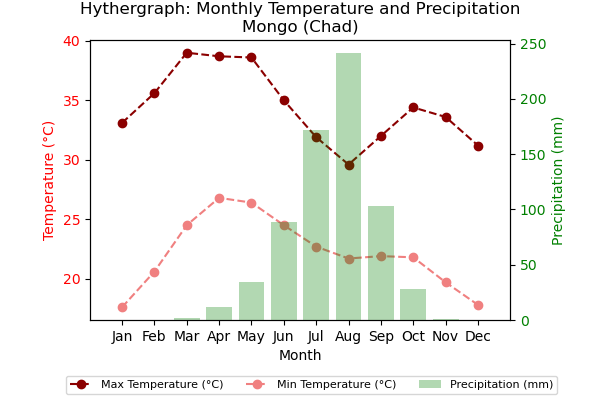 Hythergraph: Monthly Temperature and Precipitation
Mongo (Chad)
Temperature (°C)
40
35
30
25
20
250
200
150
100
50
0
Precipitation (mm)
Jan Feb Mar Apr May Jun Jul Aug Sep Oct Nov Dec
Month
Max Temperature (°C) Min Temperature (°C) Precipitation (mm)